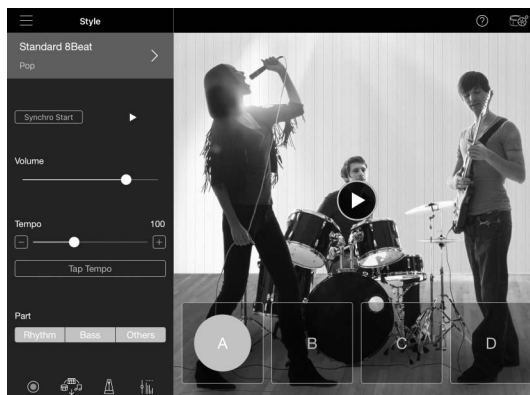 Style
Standard 8Beat
Pop
Synchro Start
Volume
Tempo 100
Tap Tempo
Part
Rhythm Bass Others
A B C D